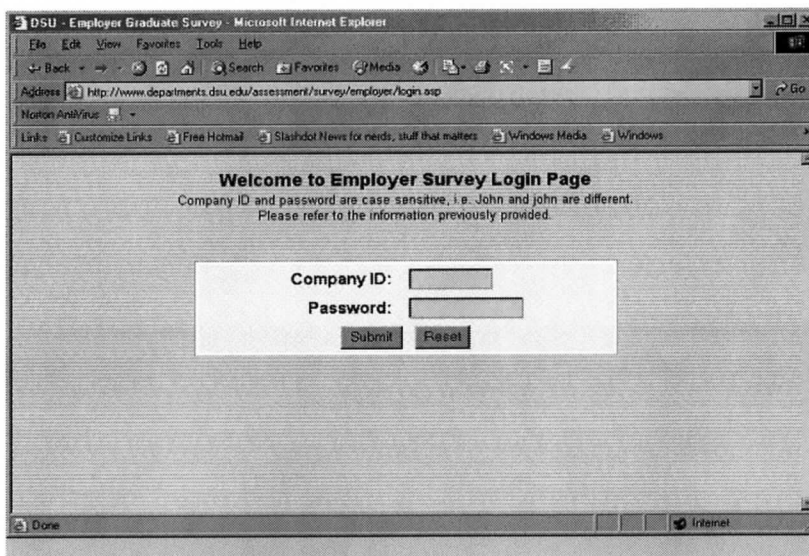 DSU - Employer Graduate Survey - Microsoft Internet Explorer
File Edit View Favorites Tools Help
Back Search Favorites Media
Address http://www.departments.dsu.edu/assessment/survey/employer/login.asp Go
Norton AntiVirus
Links Customize Links Free Hotmail Slashdot News for nerds, stuff that matters Windows Media Windows
Welcome to Employer Survey Login Page
Company ID and password are case sensitive, i.e. John and john are different.
Please refer to the information previously provided.
Company ID:
Password:
Submit Reset
Done Internet